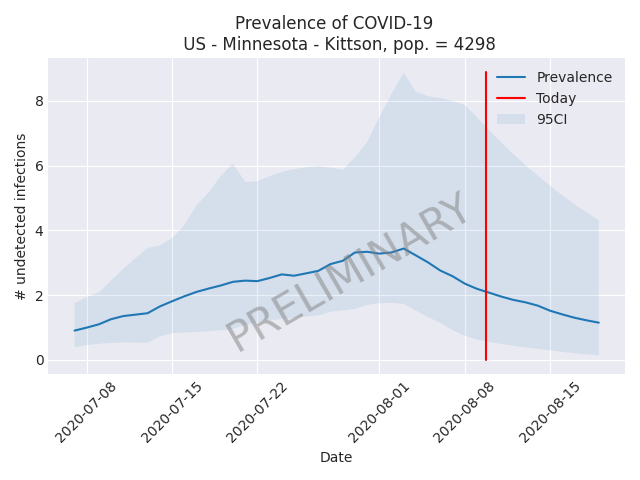 Prevalence of COVID-19
US - Minnesota - Kittson, pop. = 4298
# undetected infections
8
6
4
2
0
Prevalence
Today
95CI
PRELIMINARY
2020-07-08
2020-07-15
2020-07-22
2020-08-01
2020-08-08
2020-08-15
Date